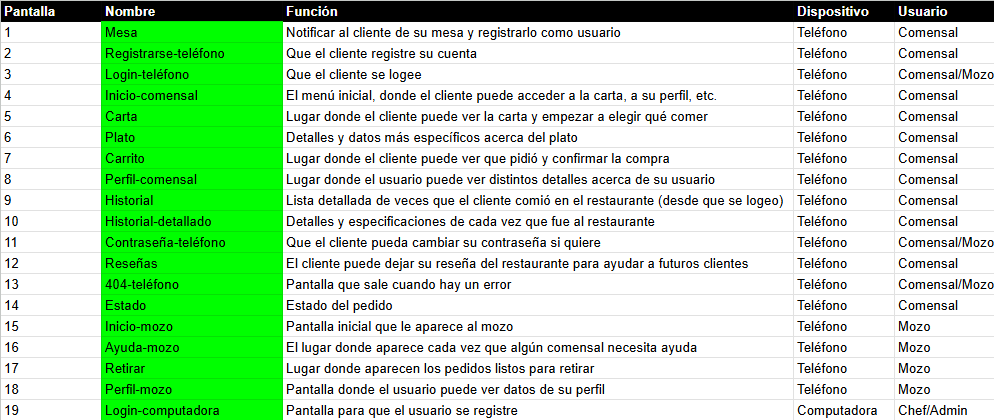 Pantalla Nombre Función Dispositivo Usuario
1 Mesa Notificar al cliente de su mesa y registrarlo como usuario Teléfono Comensal
2 Registrarse-teléfono Que el cliente registre su cuenta Teléfono Comensal
3 Login-teléfono Que el cliente se logee Teléfono Comensal/Mozo
4 Inicio-comensal El menú inicial, donde el cliente puede acceder a la carta, a su perfil, etc. Teléfono Comensal
5 Carta Lugar donde el cliente puede ver la carta y empezar a elegir qué comer Teléfono Comensal
6 Plato Detalles y datos más específicos acerca del plato Teléfono Comensal
7 Carrito Lugar donde el cliente puede ver que pidió y confirmar la compra Teléfono Comensal
8 Perfil-comensal Lugar donde el usuario puede ver distintos detalles acerca de su usuario Teléfono Comensal
9 Historial Lista detallada de veces que el cliente comió en el restaurante (desde que se logeo) Teléfono Comensal
10 Historial-detallado Detalles y especificaciones de cada vez que fue al restaurante Teléfono Comensal
11 Contraseña-teléfono Que el cliente pueda cambiar su contraseña si quiere Teléfono Comensal/Mozo
12 Reseñas El cliente puede dejar su reseña del restaurante para ayudar a futuros clientes Teléfono Comensal
13 404-teléfono Pantalla que sale cuando hay un error Teléfono Comensal/Mozo
14 Estado Estado del pedido Teléfono Comensal
15 Inicio-mozo Pantalla inicial que le aparece al mozo Teléfono Mozo
16 Ayuda-mozo El lugar donde aparece cada vez que algún comensal necesita ayuda Teléfono Mozo
17 Retirar Lugar donde aparecen los pedidos listos para retirar Teléfono Mozo
18 Perfil-mozo Pantalla donde el usuario puede ver datos de su perfil Teléfono Mozo
19 Login-computadora Pantalla para que el usuario se registre Computadora Chef/Admin